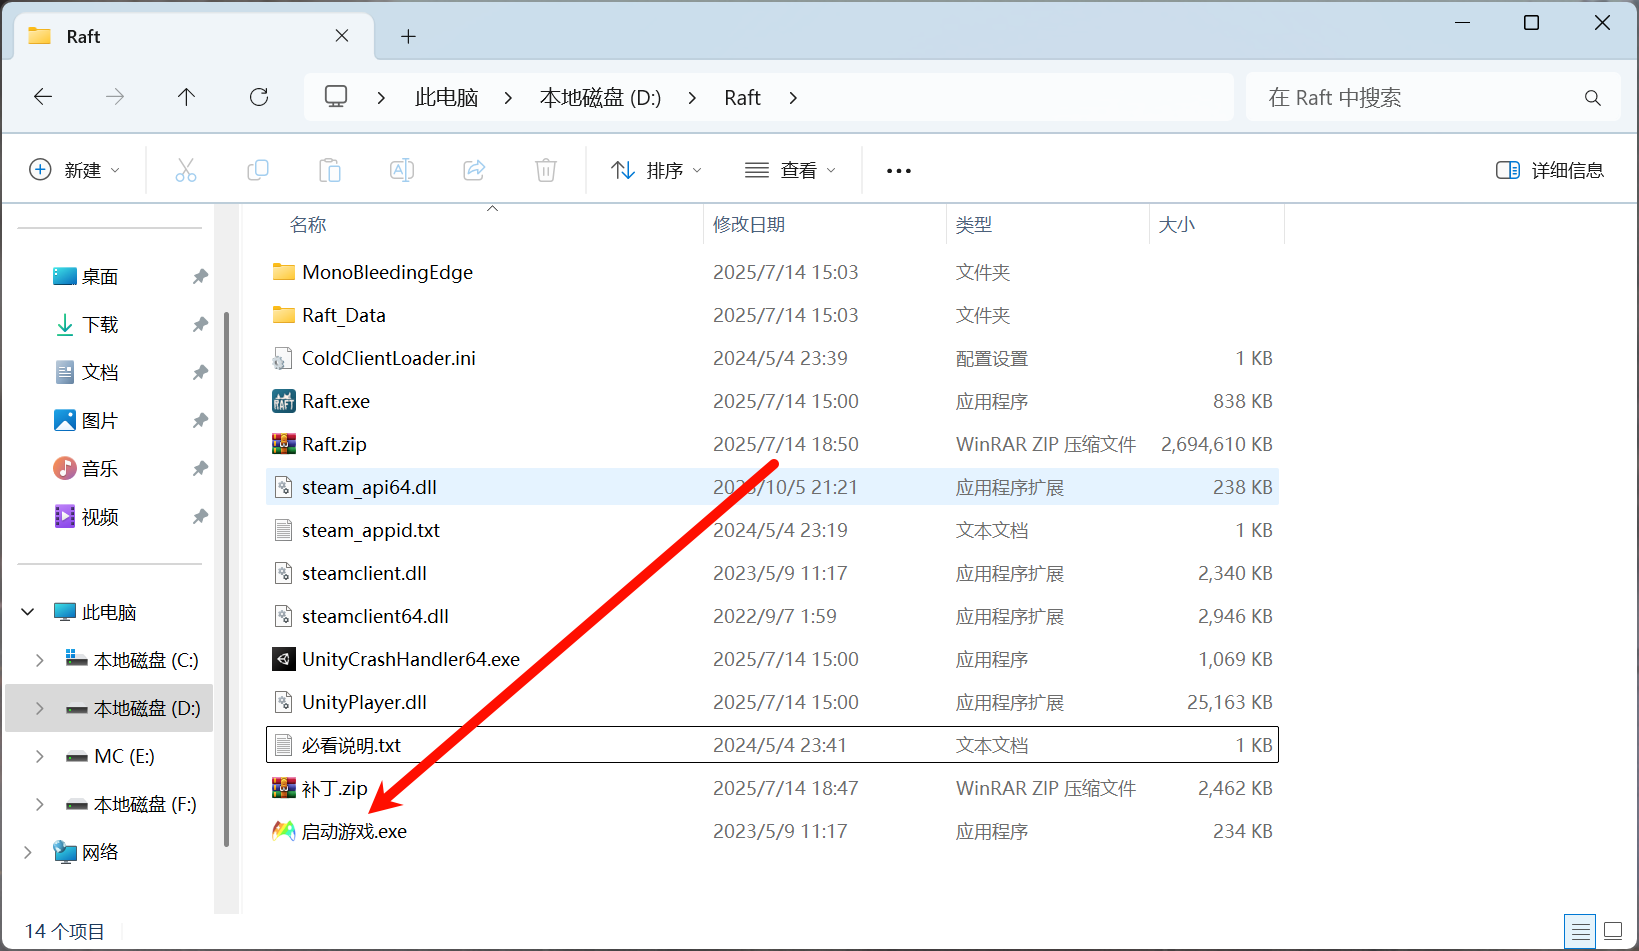 Raft
此电脑 本地磁盘 (D:) Raft
在 Raft 中搜索
新建 排序 查看 详细信息
名称 修改日期 类型 大小
MonoBleedingEdge 2025/7/14 15:03 文件夹
Raft_Data 2025/7/14 15:03 文件夹
ColdClientLoader.ini 2024/5/4 23:39 配置设置 1 KB
Raft.exe 2025/7/14 15:00 应用程序 838 KB
Raft.zip 2025/7/14 18:50 WinRAR ZIP 压缩文件 2,694,610 KB
steam_api64.dll /10/5 21:21 应用程序扩展 238 KB
steam_appid.txt 2024/5/4 23:19 文本文档 1 KB
steamclient.dll 2023/5/9 11:17 应用程序扩展 2,340 KB
steamclient64.dll 2022/9/7 1:59 应用程序扩展 2,946 KB
UnityCrashHandler64.exe 2025/7/14 15:00 应用程序 1,069 KB
UnityPlayer.dll 2025/7/14 15:00 应用程序扩展 25,163 KB
必看说明.txt 2024/5/4 23:41 文本文档 1 KB
补丁.zip 2025/7/14 18:47 WinRAR ZIP 压缩文件 2,462 KB
启动游戏.exe 2023/5/9 11:17 应用程序 234 KB
桌面
下载
文档
图片
音乐
视频
此电脑
本地磁盘 (C:)
本地磁盘 (D:)
MC (E:)
本地磁盘 (F:)
网络
14 个项目